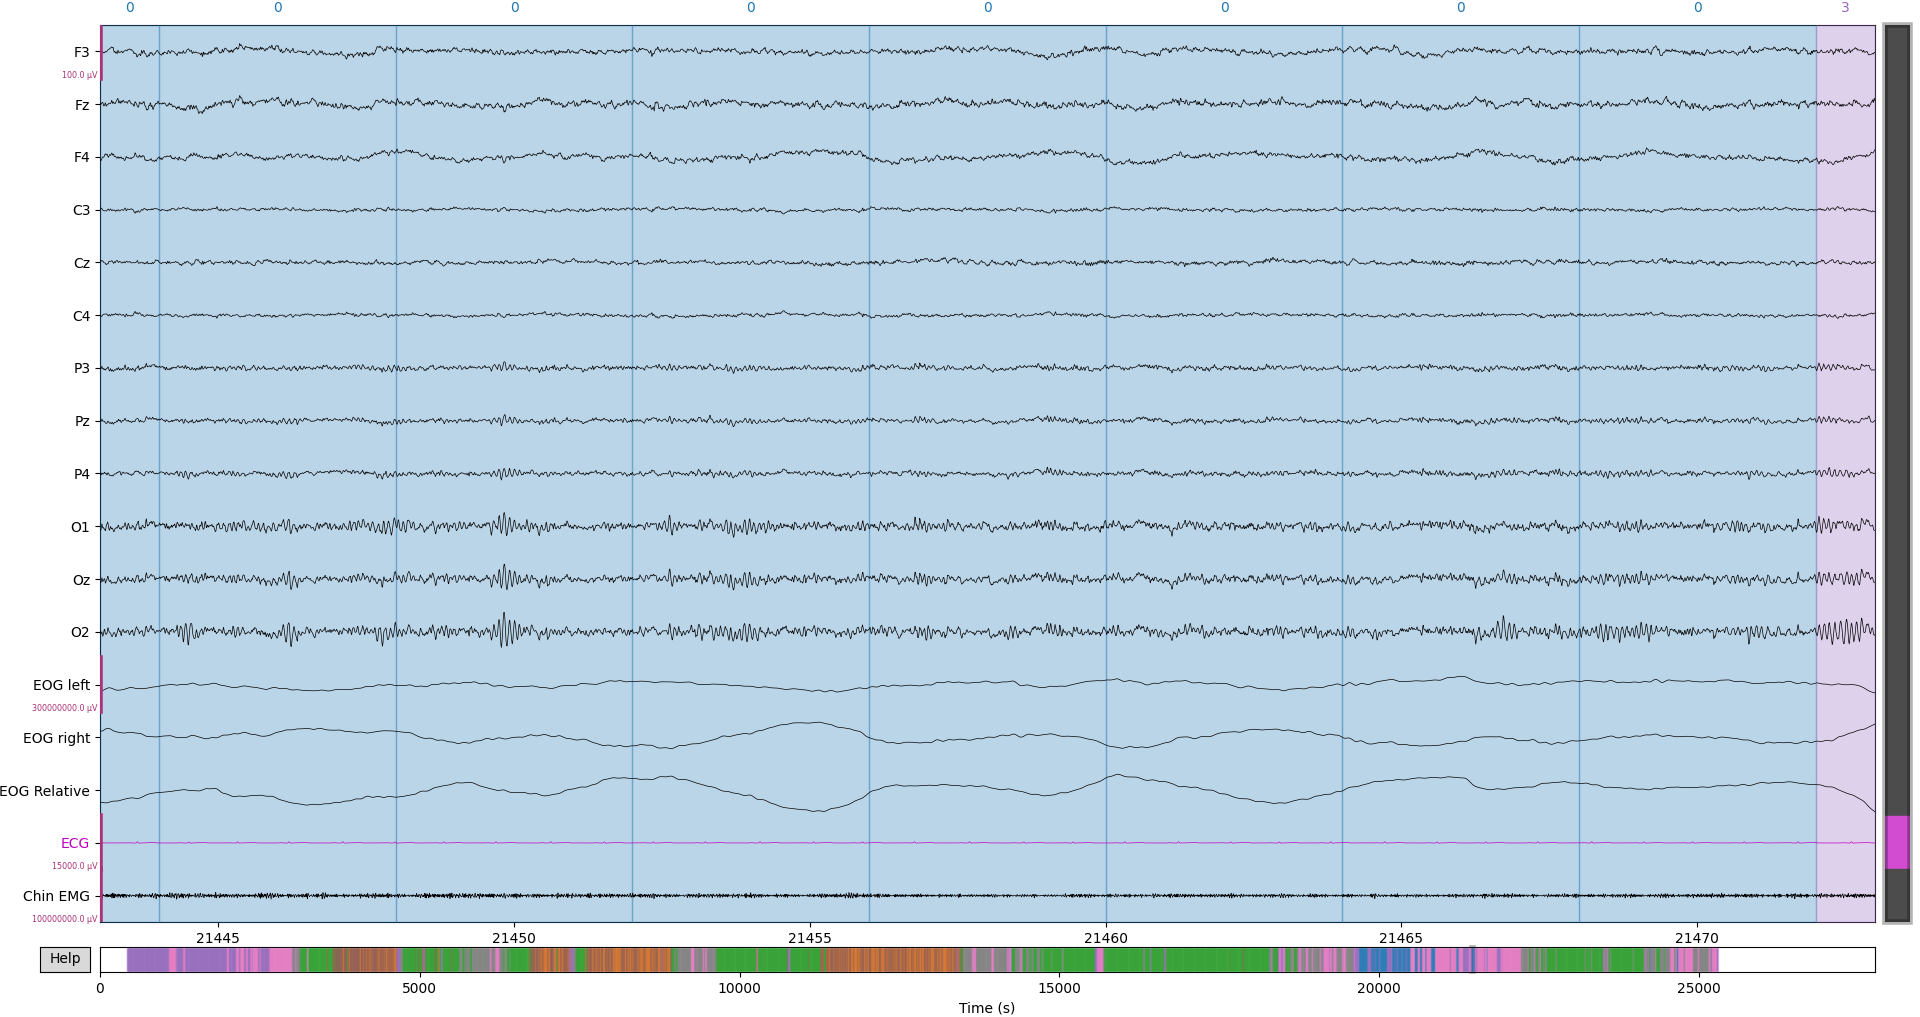 0 0 0 0 0 0 0 0 3
F3
100.0 µV
Fz
F4
C3
Cz
C4
P3
Pz
P4
O1
Oz
O2
EOG left
300000000.0 µV
EOG right
EOG Relative
ECG
15000.0 µV
Chin EMG
100000000.0 µV
21445 21450 21455 21460 21465 21470
Help
0 5000 10000 15000 20000 25000
Time (s)